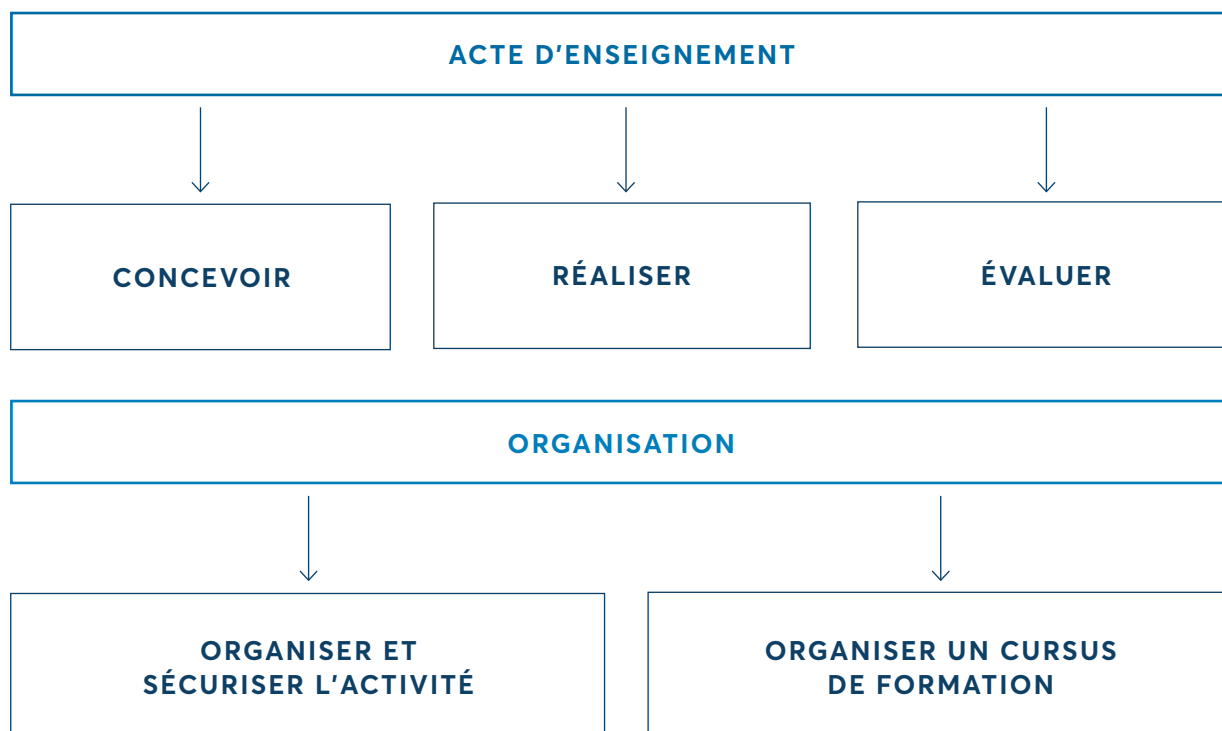 ACTE D'ENSEIGNEMENT
CONCEVOIR
RÉALISER
ÉVALUER
ORGANISATION
ORGANISER ET
SÉCURISER L'ACTIVITÉ
ORGANISER UN CURSUS
DE FORMATION